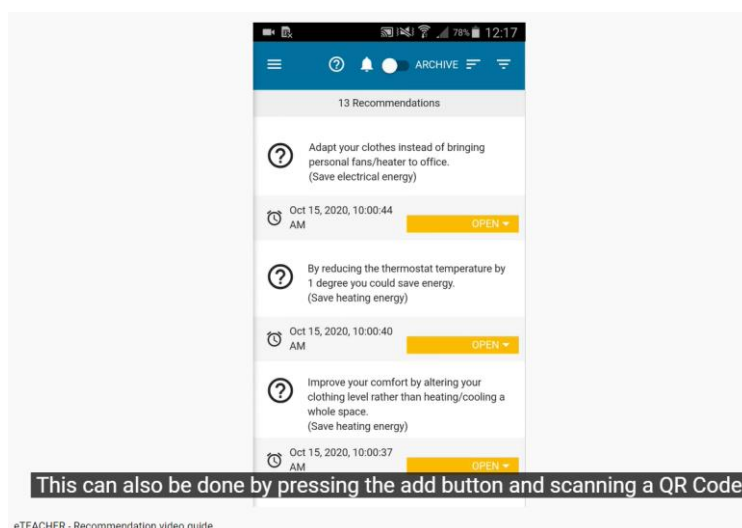 78% 12:17
ARCHIVE
13 Recommendations
Adapt your clothes instead of bringing
personal fans/heater to office.
(Save electrical energy)
Oct 15, 2020, 10:00:44
AM
OPEN
By reducing the thermostat temperature by
1 degree you could save energy.
(Save heating energy)
Oct 15, 2020, 10:00:40
AM
OPEN
Improve your comfort by altering your
clothing level rather than heating/cooling a
whole space.
(Save heating energy)
Oct 15, 2020, 10:00:37
AM
OPEN
This can also be done by pressing the add button and scanning a QR Code
eTEACHER - Recommendation video guide